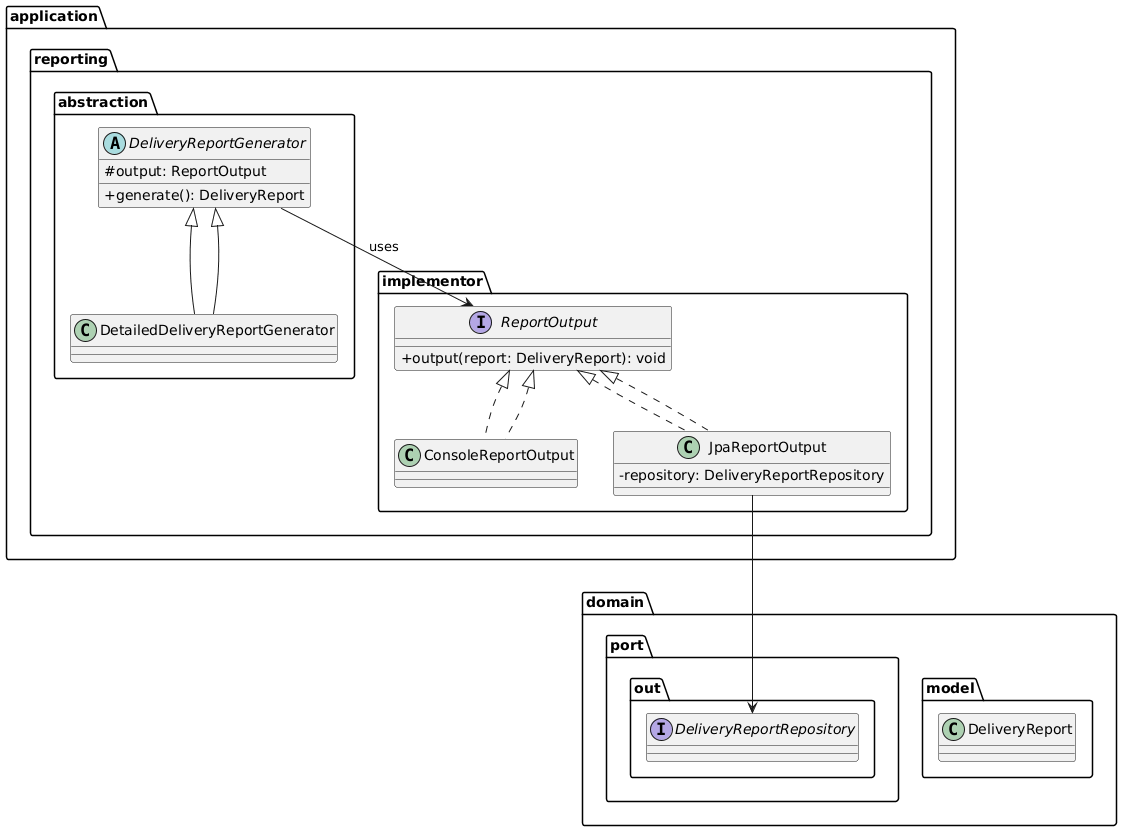 application
reporting
abstraction
A DeliveryReportGenerator
#output: ReportOutput
+generate(): DeliveryReport
uses
C DetailedDeliveryReportGenerator
implementor
I ReportOutput
+output(report: DeliveryReport): void
C ConsoleReportOutput
C JpaReportOutput
-repository: DeliveryReportRepository
domain
port
out
I DeliveryReportRepository
model
C DeliveryReport